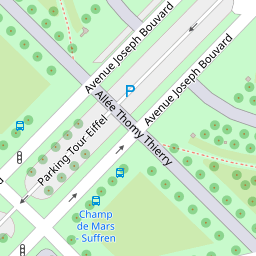 Avenue Joseph Bouvard
Avenue Joseph Bouvard
P
Allée Thomy Thierry
Parking Tour Eiffel
Champ
de Mars
- Suffren